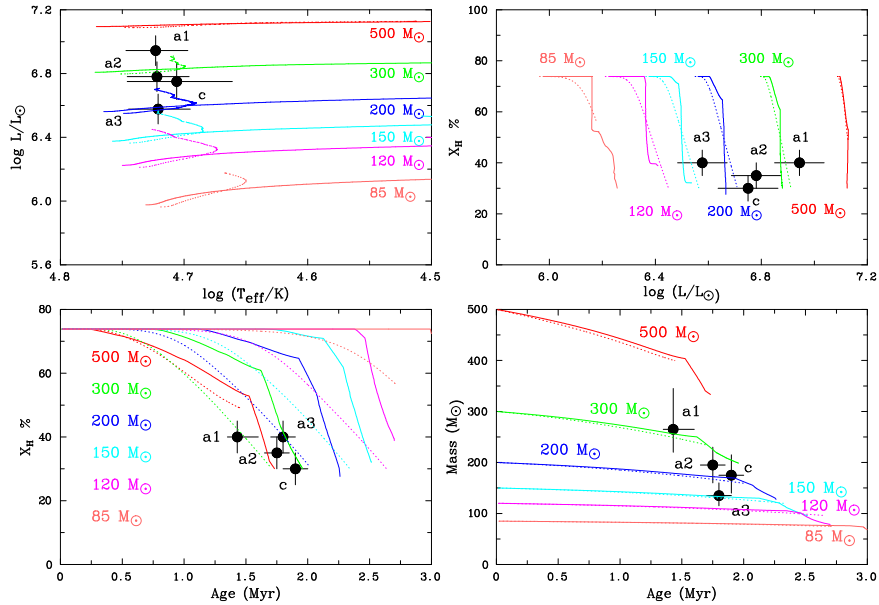 7.2
6.8
6.4
6.0
5.6
log L/L⊙
4.8
4.7
4.6
4.5
log (Teff/K)
a1
a2
a3
c
500 M⊙
300 M⊙
200 M⊙
150 M⊙
120 M⊙
85 M⊙
100
80
60
40
20
0
XH %
6.0
6.4
6.8
7.2
log (L/L⊙)
85 M⊙
150 M⊙
300 M⊙
a3
a2
a1
c
120 M⊙
200 M⊙
500 M⊙
80
60
40
20
0
XH %
0
0.5
1.0
1.5
2.0
2.5
3.0
Age (Myr)
500 M⊙
300 M⊙
200 M⊙
150 M⊙
120 M⊙
85 M⊙
a1
a3
a2
c
500
400
300
200
100
0
Mass (M⊙)
0
0.5
1.0
1.5
2.0
2.5
3.0
Age (Myr)
500 M⊙
300 M⊙
a1
200 M⊙
a2
c
150 M⊙
a3
120 M⊙
85 M⊙